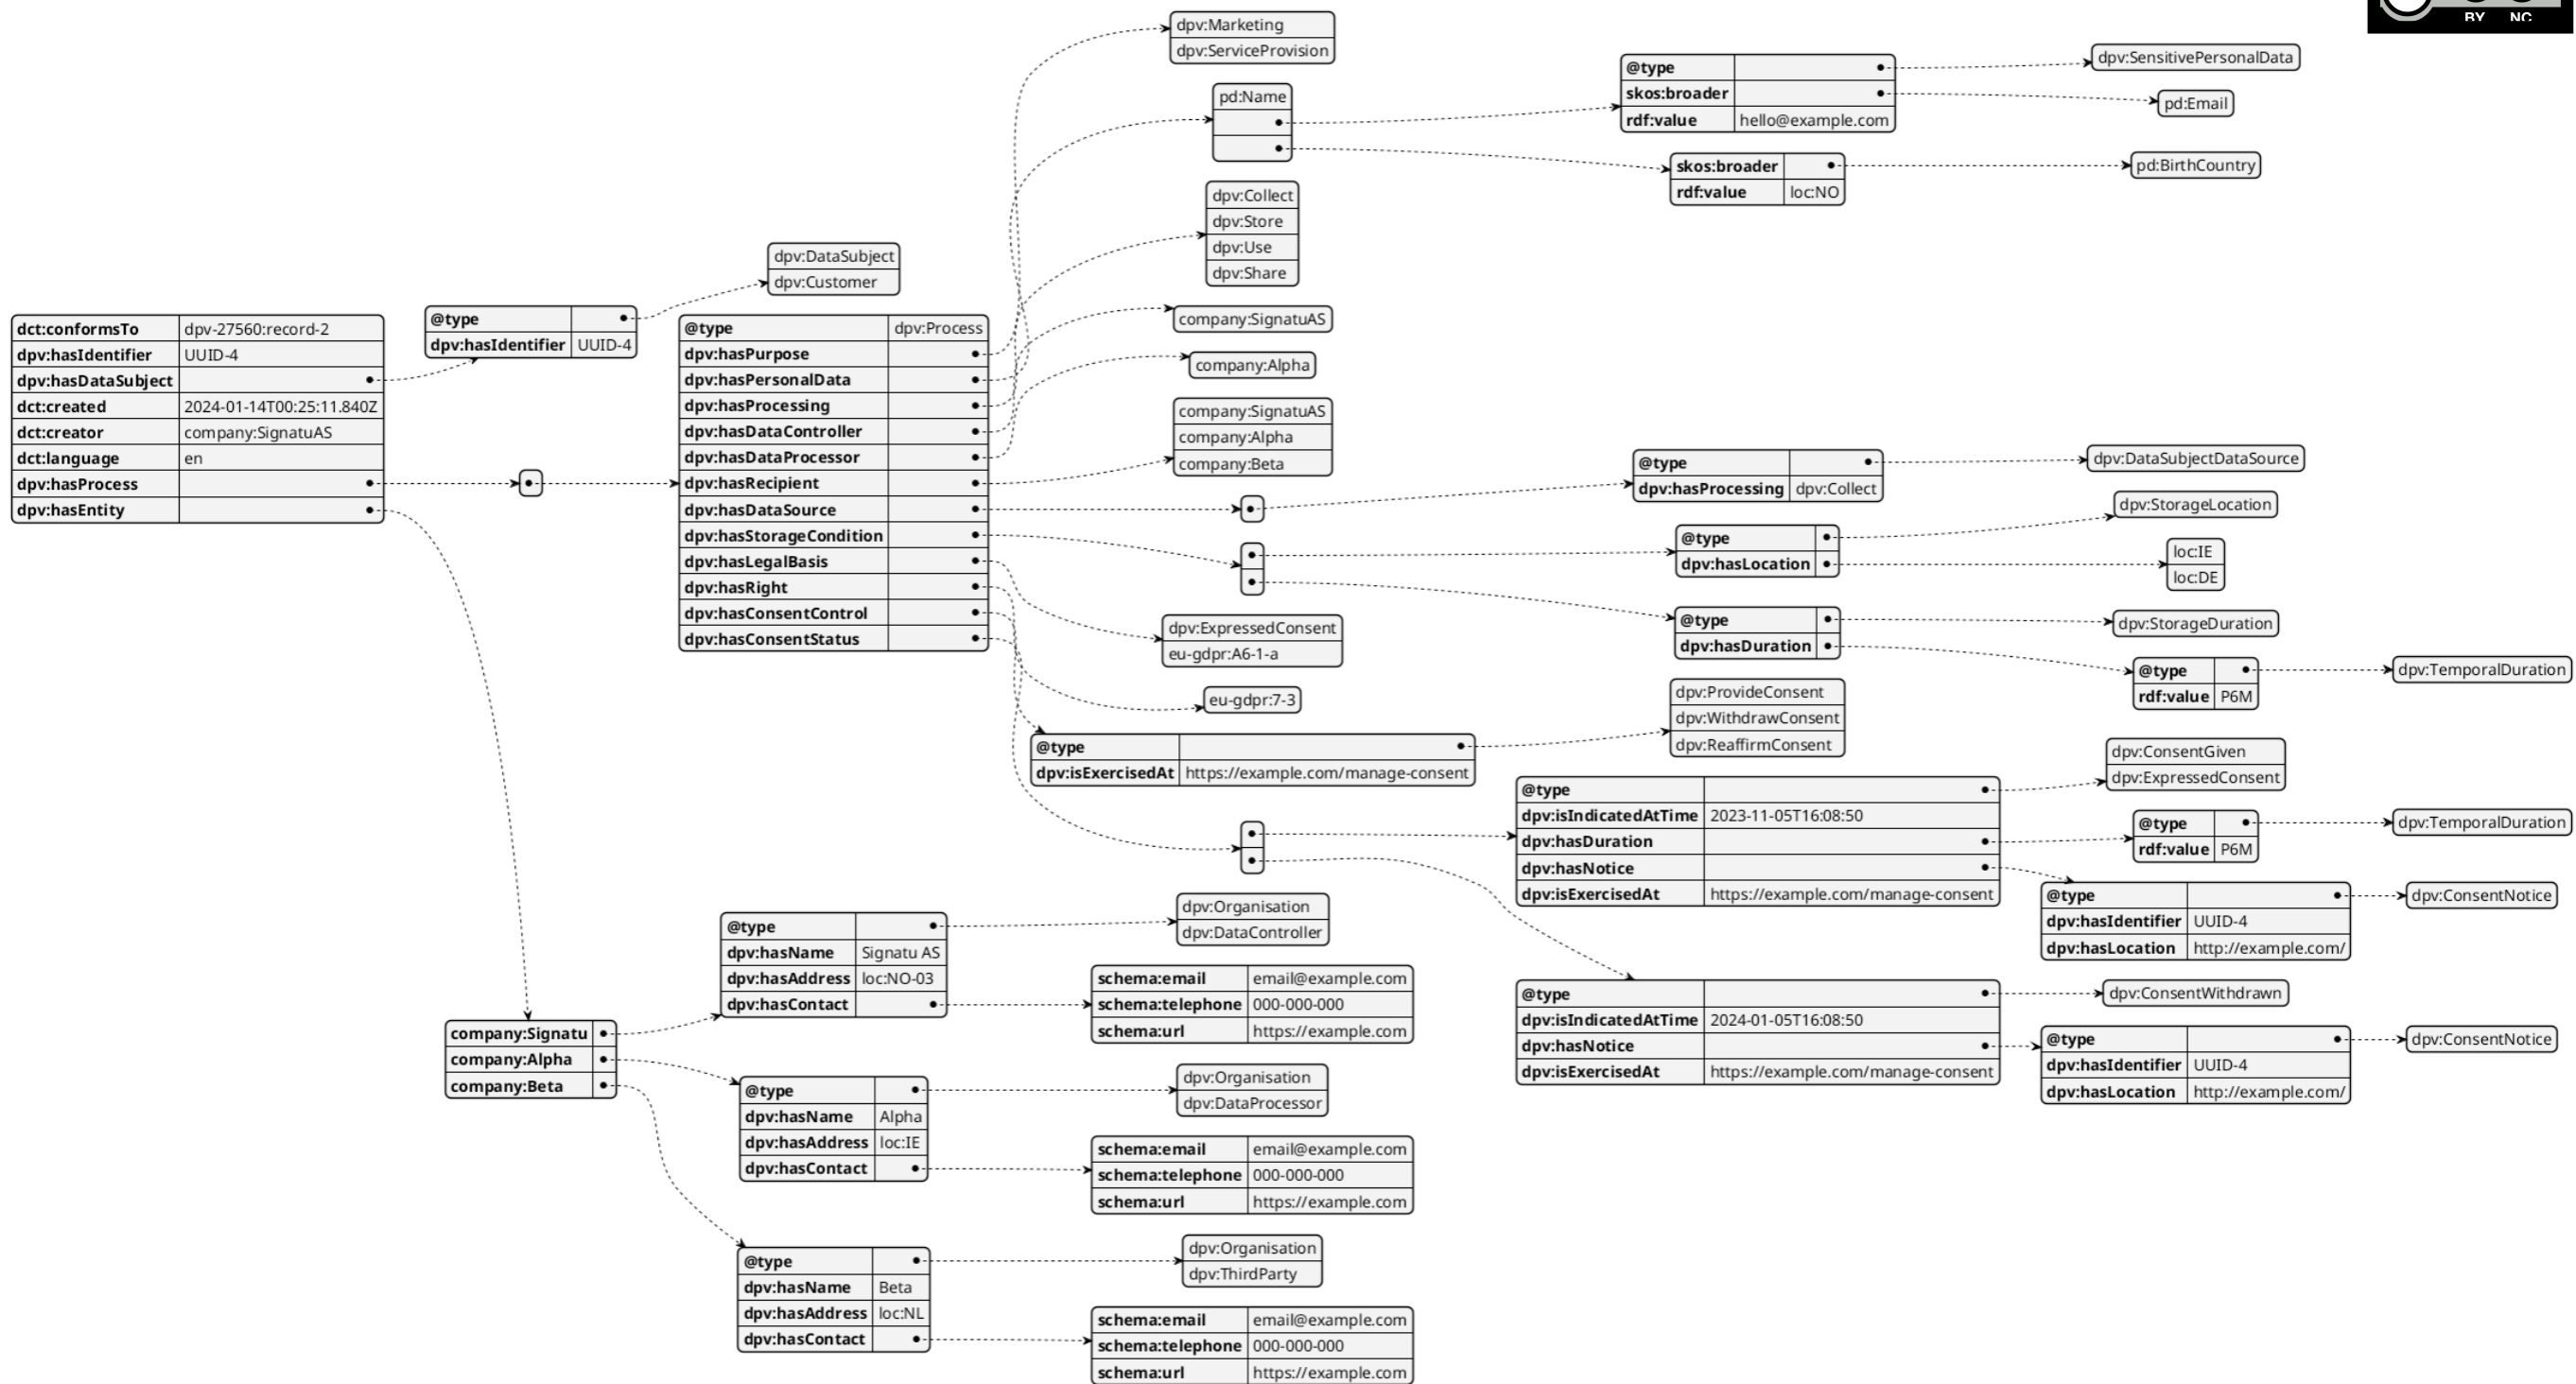 BY NC
dct:conformsTo dpv-27560:record-2
dpv:hasIdentifier UUID-4
dpv:hasDataSubject
dct:created 2024-01-14T00:25:11.840Z
dct:creator company:SignatuAS
dct:language en
dpv:hasProcess
dpv:hasEntity
@type
dpv:hasIdentifier UUID-4
dpv:DataSubject
dpv:Customer
@type dpv:Process
dpv:hasPurpose
dpv:hasPersonalData
dpv:hasProcessing
dpv:hasDataController
dpv:hasDataProcessor
dpv:hasRecipient
dpv:hasDataSource
dpv:hasStorageCondition
dpv:hasLegalBasis
dpv:hasRight
dpv:hasConsentControl
dpv:hasConsentStatus
dpv:Marketing
dpv:ServiceProvision
pd:Name
@type
skos:broader
rdf:value hello@example.com
dpv:SensitivePersonalData
pd:Email
skos:broader
rdf:value loc:NO
pd:BirthCountry
dpv:Collect
dpv:Store
dpv:Use
dpv:Share
company:SignatuAS
company:Alpha
company:SignatuAS
company:Alpha
company:Beta
@type
dpv:hasProcessing dpv:Collect
dpv:DataSubjectDataSource
@type
dpv:hasLocation
dpv:StorageLocation
loc:IE
loc:DE
@type
dpv:hasDuration
dpv:StorageDuration
@type
rdf:value P6M
dpv:TemporalDuration
dpv:ExpressedConsent
eu-gdpr:A6-1-a
eu-gdpr:7-3
@type
dpv:isExercisedAt https://example.com/manage-consent
dpv:ProvideConsent
dpv:WithdrawConsent
dpv:ReaffirmConsent
@type
dpv:isIndicatedAtTime 2023-11-05T16:08:50
dpv:hasDuration
dpv:hasNotice
dpv:isExercisedAt https://example.com/manage-consent
dpv:ConsentGiven
dpv:ExpressedConsent
@type
rdf:value P6M
dpv:TemporalDuration
@type
dpv:hasIdentifier UUID-4
dpv:hasLocation http://example.com/
dpv:ConsentNotice
@type
dpv:isIndicatedAtTime 2024-01-05T16:08:50
dpv:hasNotice
dpv:isExercisedAt https://example.com/manage-consent
dpv:ConsentWithdrawn
@type
dpv:hasIdentifier UUID-4
dpv:hasLocation http://example.com/
dpv:ConsentNotice
company:Signatu
company:Alpha
company:Beta
@type
dpv:hasName Signatu AS
dpv:hasAddress loc:NO-03
dpv:hasContact
dpv:Organisation
dpv:DataController
schema:email email@example.com
schema:telephone 000-000-000
schema:url https://example.com
@type
dpv:hasName Alpha
dpv:hasAddress loc:IE
dpv:hasContact
dpv:Organisation
dpv:DataProcessor
schema:email email@example.com
schema:telephone 000-000-000
schema:url https://example.com
@type
dpv:hasName Beta
dpv:hasAddress loc:NL
dpv:hasContact
dpv:Organisation
dpv:ThirdParty
schema:email email@example.com
schema:telephone 000-000-000
schema:url https://example.com